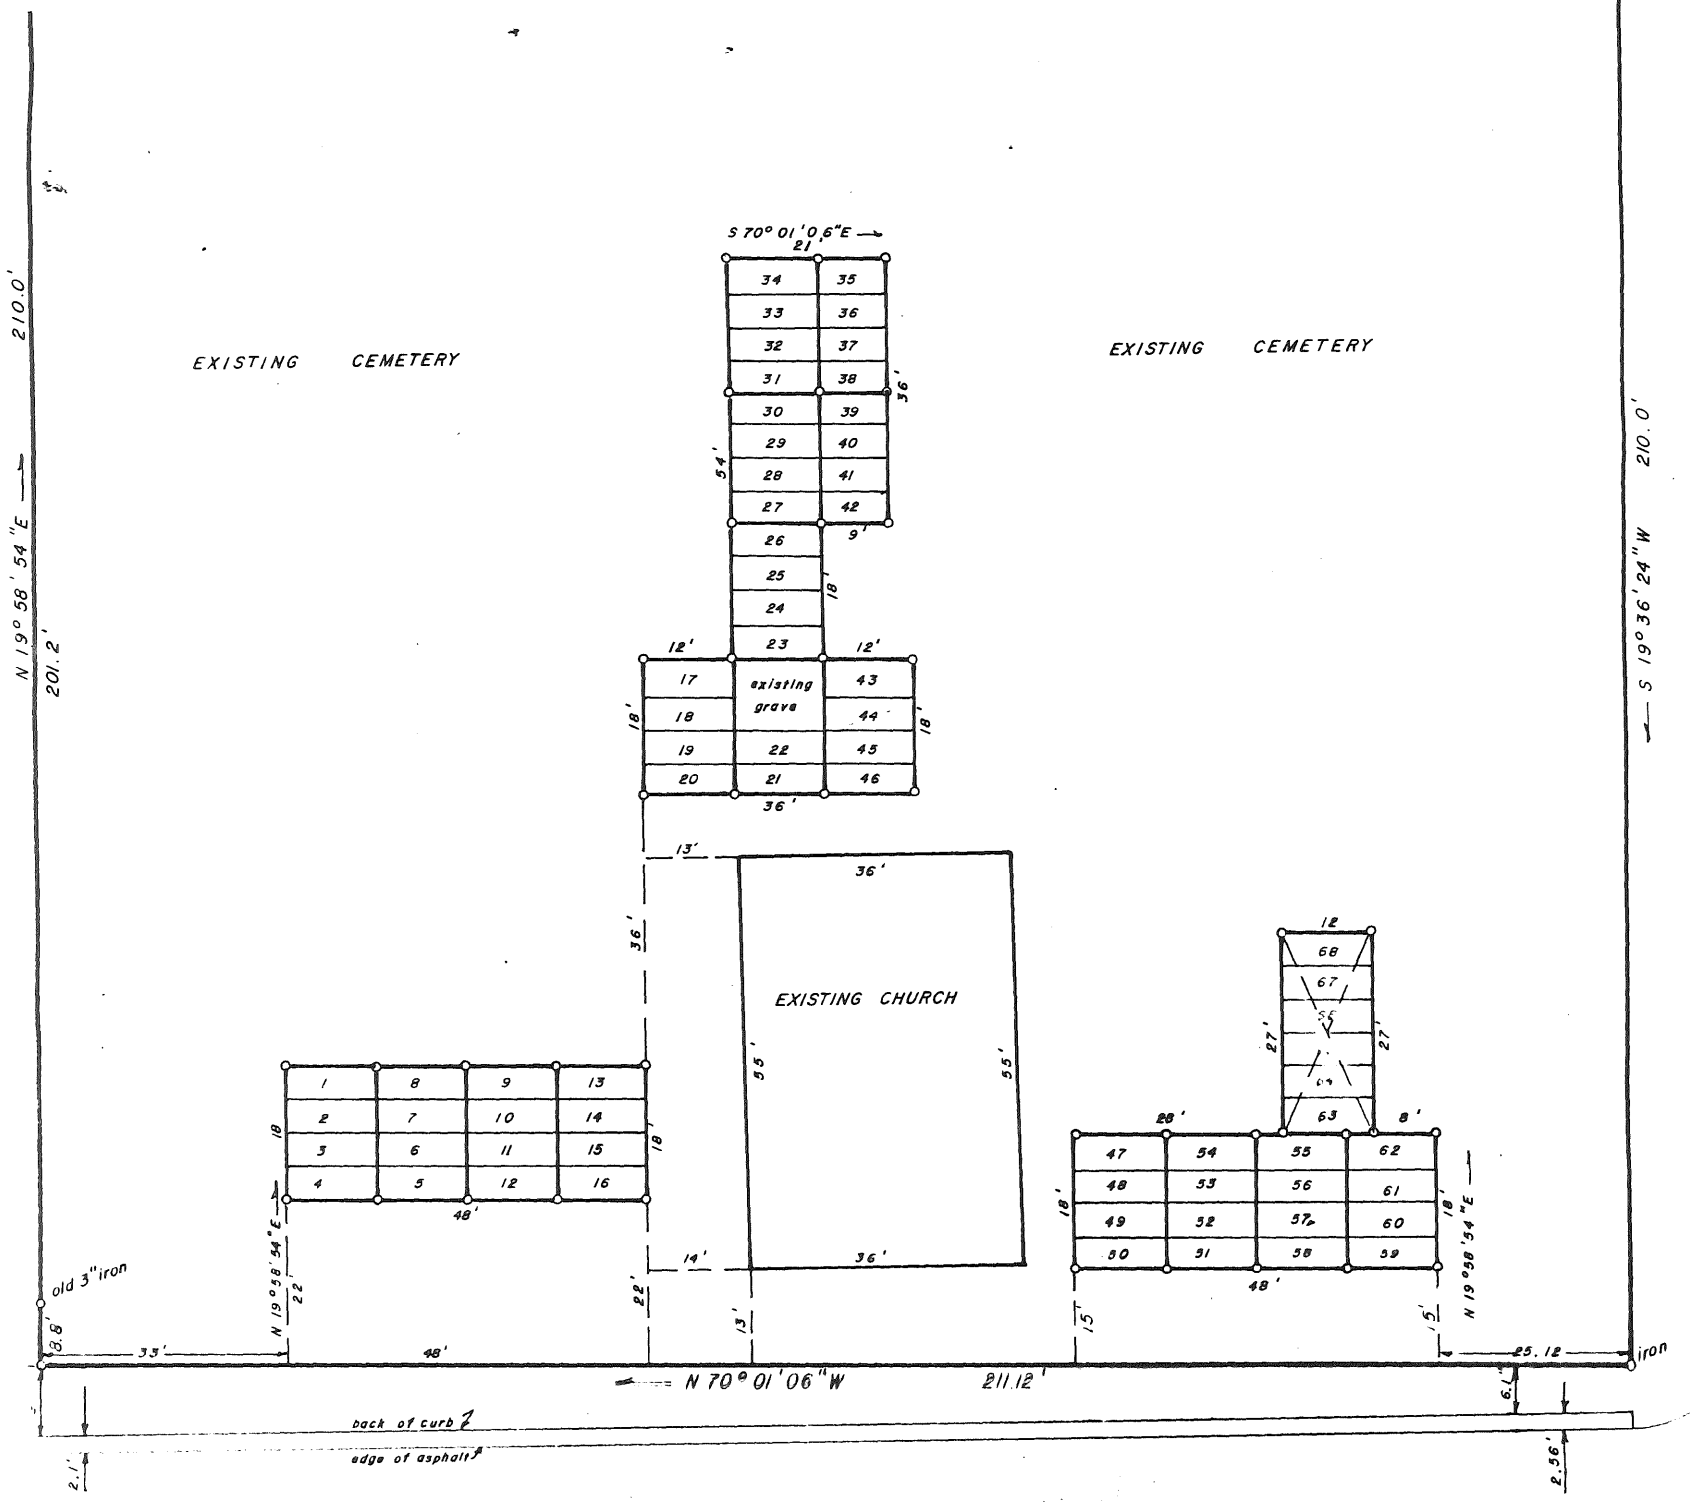 S 70° 01' 0,6" E
21'
34 35
33 36
32 37
31 38
30 39
29 40
28 41
27 42
26
25
24
23
36'
54'
9'
18'
210.0'
N 19° 58' 54" E
201.2'
EXISTING CEMETERY
EXISTING CEMETERY
210.0'
S 19° 36' 24" W
12'
12'
17 existing 43
18 grave 44
19 22 45
20 21 46
18'
18'
36'
13'
36'
36'
EXISTING CHURCH
55'
55'
14'
36'
13'
1 8 9 13
2 7 10 14
3 6 11 15
4 5 12 16
18
18'
48'
N 19° 58' 54" E
22'
22'
12
68
67
63
27'
27'
28'
8'
47 54 55 62
48 53 56 61
49 52 57 60
50 51 58 59
18'
18'
48'
N 19° 58' 54" E
15'
15'
old 3" iron
8.8'
33'
48'
25.12
iron
N 70° 01' 06" W 211.12'
6.1'
back of curb
edge of asphalt
2.1'
2.56'